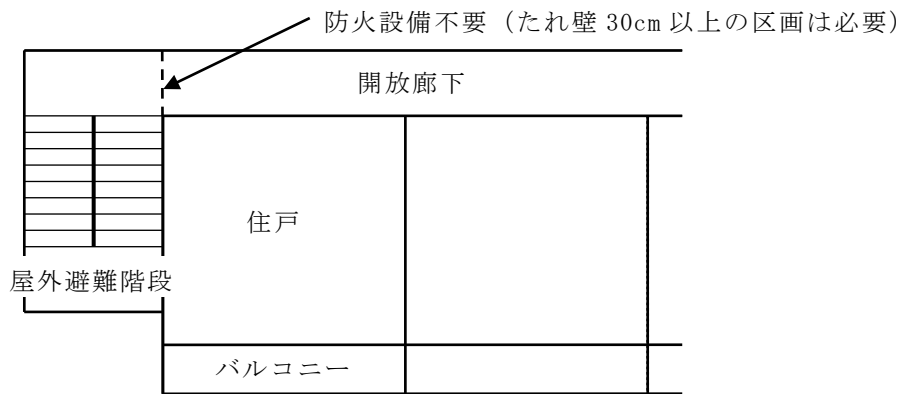 防火設備不要（たれ壁 30cm 以上の区画は必要）
開放廊下
住戸
屋外避難階段
バルコニー